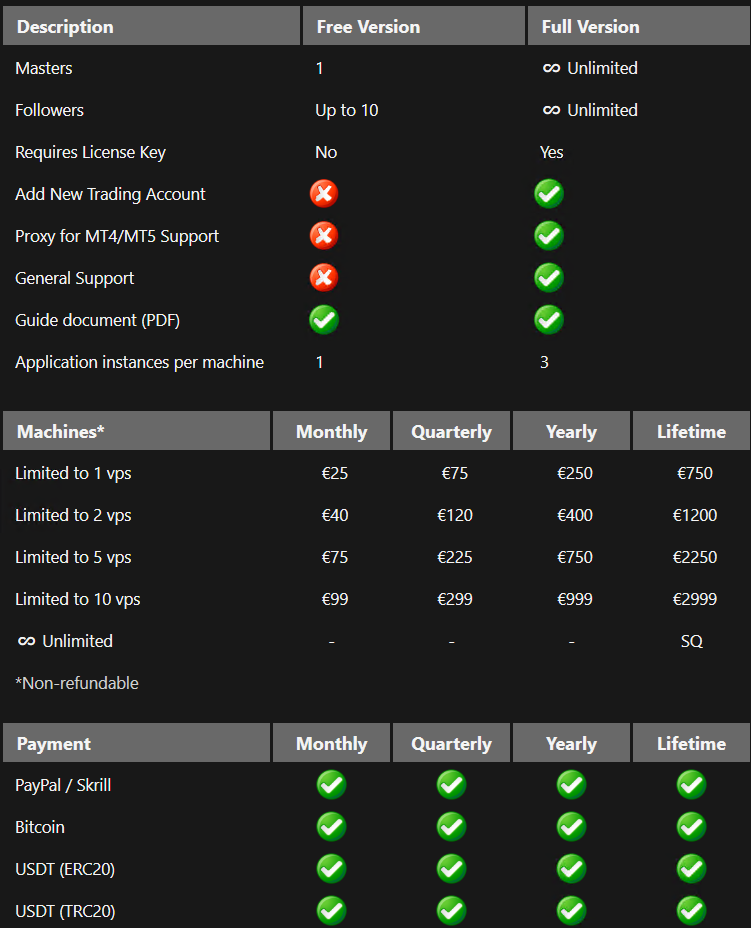 Description Free Version Full Version
Masters 1 ∞ Unlimited
Followers Up to 10 ∞ Unlimited
Requires License Key No Yes
Add New Trading Account
Proxy for MT4/MT5 Support
General Support
Guide document (PDF)
Application instances per machine 1 3
Machines* Monthly Quarterly Yearly Lifetime
Limited to 1 vps €25 €75 €250 €750
Limited to 2 vps €40 €120 €400 €1200
Limited to 5 vps €75 €225 €750 €2250
Limited to 10 vps €99 €299 €999 €2999
∞ Unlimited - - - SQ
*Non-refundable
Payment Monthly Quarterly Yearly Lifetime
PayPal / Skrill
Bitcoin
USDT (ERC20)
USDT (TRC20)